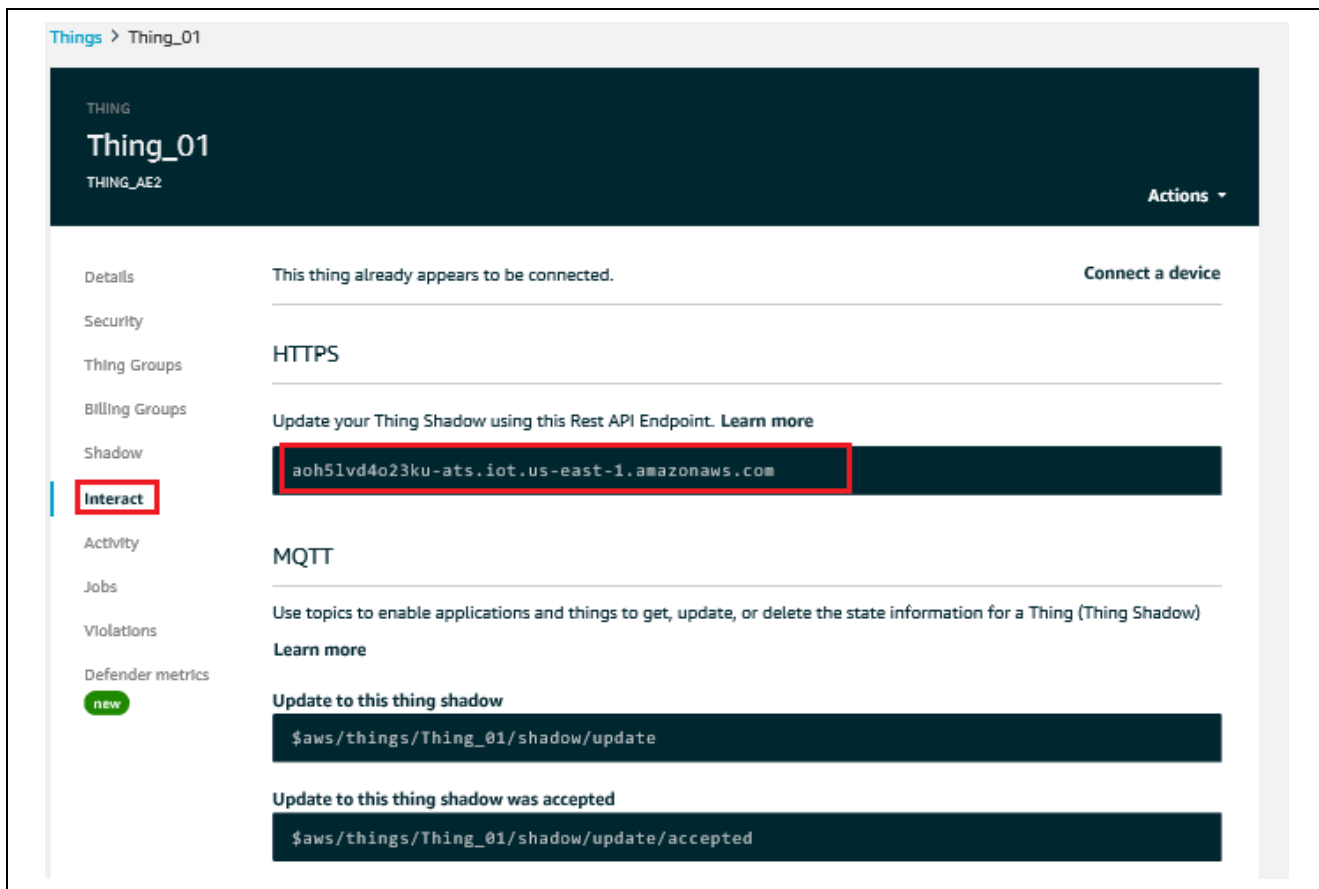 Things > Thing_01
THING
Thing_01
THING_AE2
Actions
Details
Security
Thing Groups
Billing Groups
Shadow
Interact
Activity
Jobs
Violations
Defender metrics
new
This thing already appears to be connected.
Connect a device
HTTPS
Update your Thing Shadow using this Rest API Endpoint. Learn more
aoh5lvd4o23ku-ats.iot.us-east-1.amazonaws.com
MQTT
Use topics to enable applications and things to get, update, or delete the state information for a Thing (Thing Shadow)
Learn more
Update to this thing shadow
$aws/things/Thing_01/shadow/update
Update to this thing shadow was accepted
$aws/things/Thing_01/shadow/update/accepted